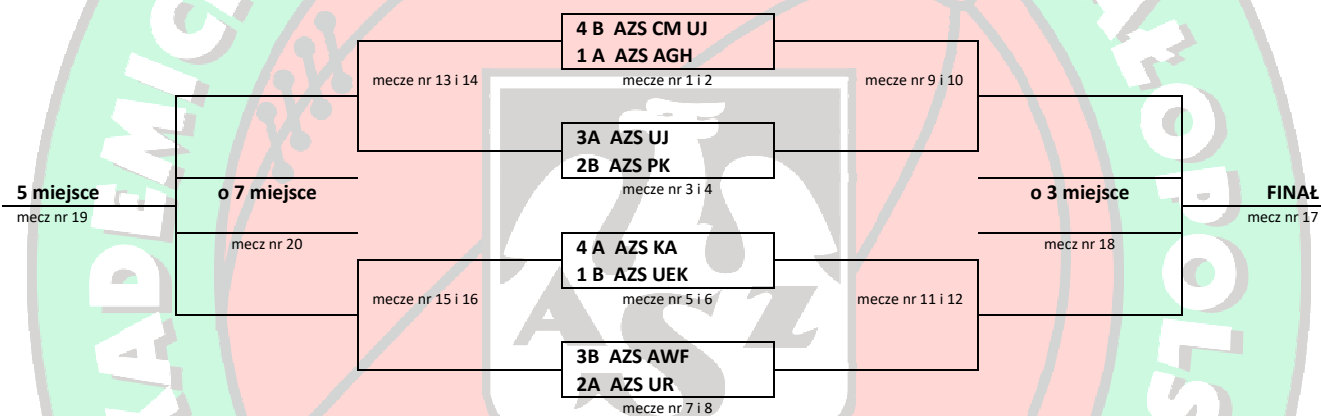 4 B AZS CM UJ
1 A AZS AGH
mecze nr 13 i 14
mecze nr 1 i 2
mecze nr 9 i 10
3A AZS UJ
2B AZS PK
mecze nr 3 i 4
5 miejsce
o 7 miejsce
o 3 miejsce
FINAŁ
mecz nr 19
mecz nr 17
mecz nr 20
mecz nr 18
4 A AZS KA
1 B AZS UEK
mecze nr 15 i 16
mecze nr 5 i 6
mecze nr 11 i 12
3B AZS AWF
2A AZS UR
mecze nr 7 i 8
KADEMIC
AŁOPOLS
AZS